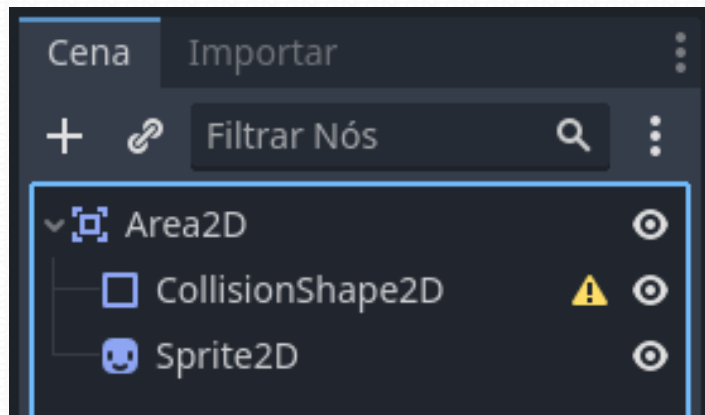 Cena Importar
Filtrar Nós
Area2D
CollisionShape2D
Sprite2D